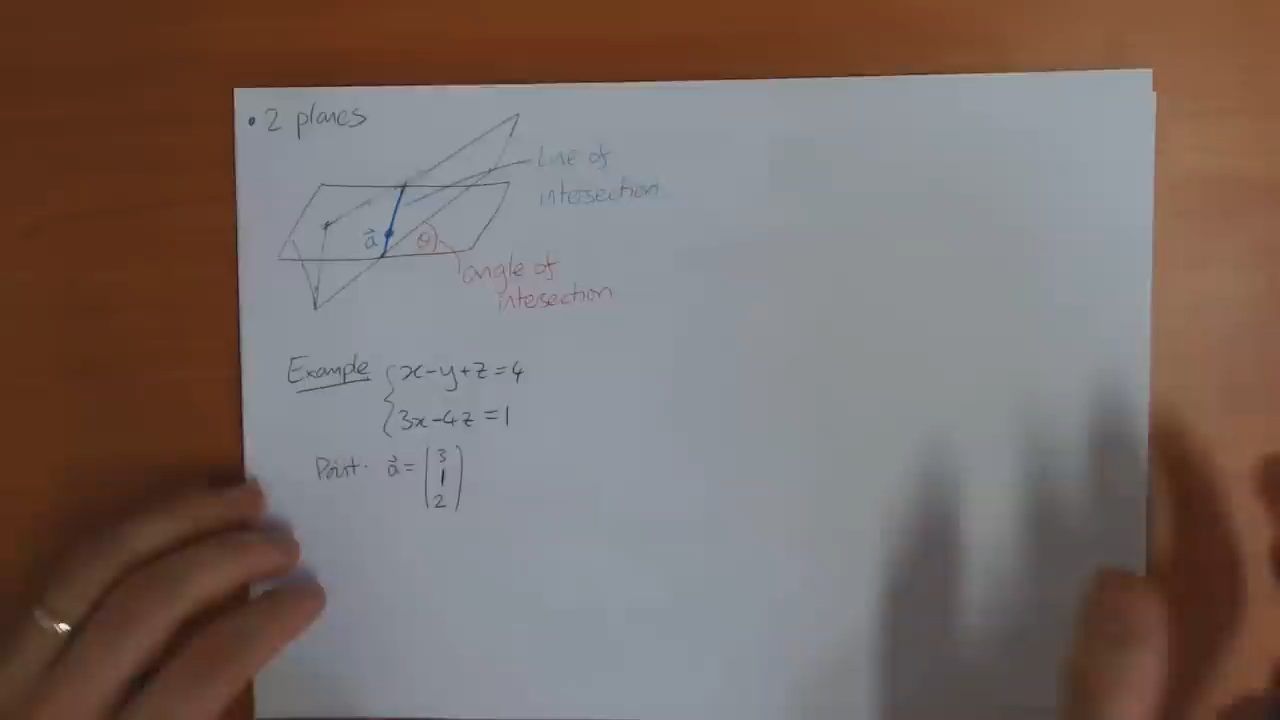 • 2 planes
Line of
intersection
a⃗
θ
angle of
intersection
Example { x-y+z=4
3x-4z=1
Point. a⃗ = (3
1
2)